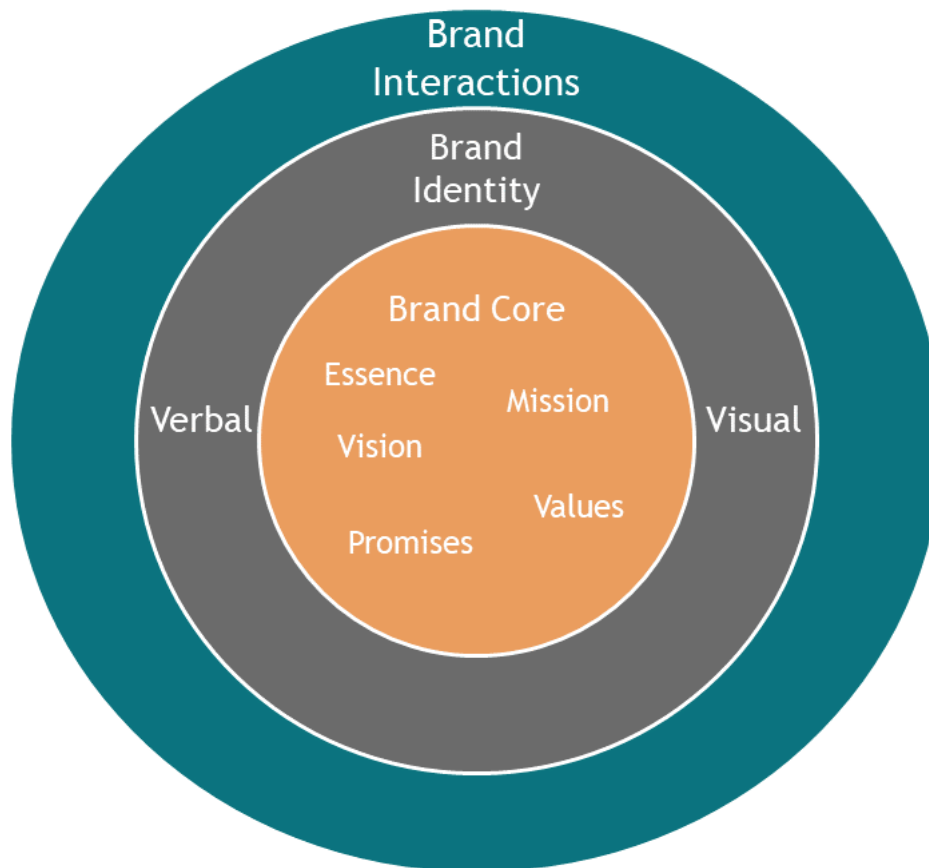 Brand
Interactions
Brand
Identity
Brand Core
Essence
Mission
Verbal
Visual
Vision
Values
Promises